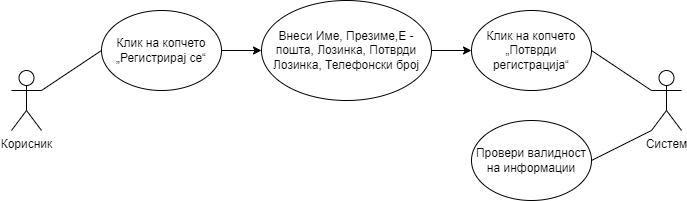 Клик на копчето
„Регистрирај се“
Внеси Име, Презиме,Е -
пошта, Лозинка, Потврди
Лозинка, Телефонски број
Клик на копчето
„Потврди
регистрација“
Корисник
Провери валидност
на информации
Систем